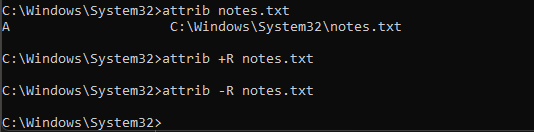 C:\Windows\System32>attrib notes.txt
A                    C:\Windows\System32\notes.txt
C:\Windows\System32>attrib +R notes.txt
C:\Windows\System32>attrib -R notes.txt
C:\Windows\System32>